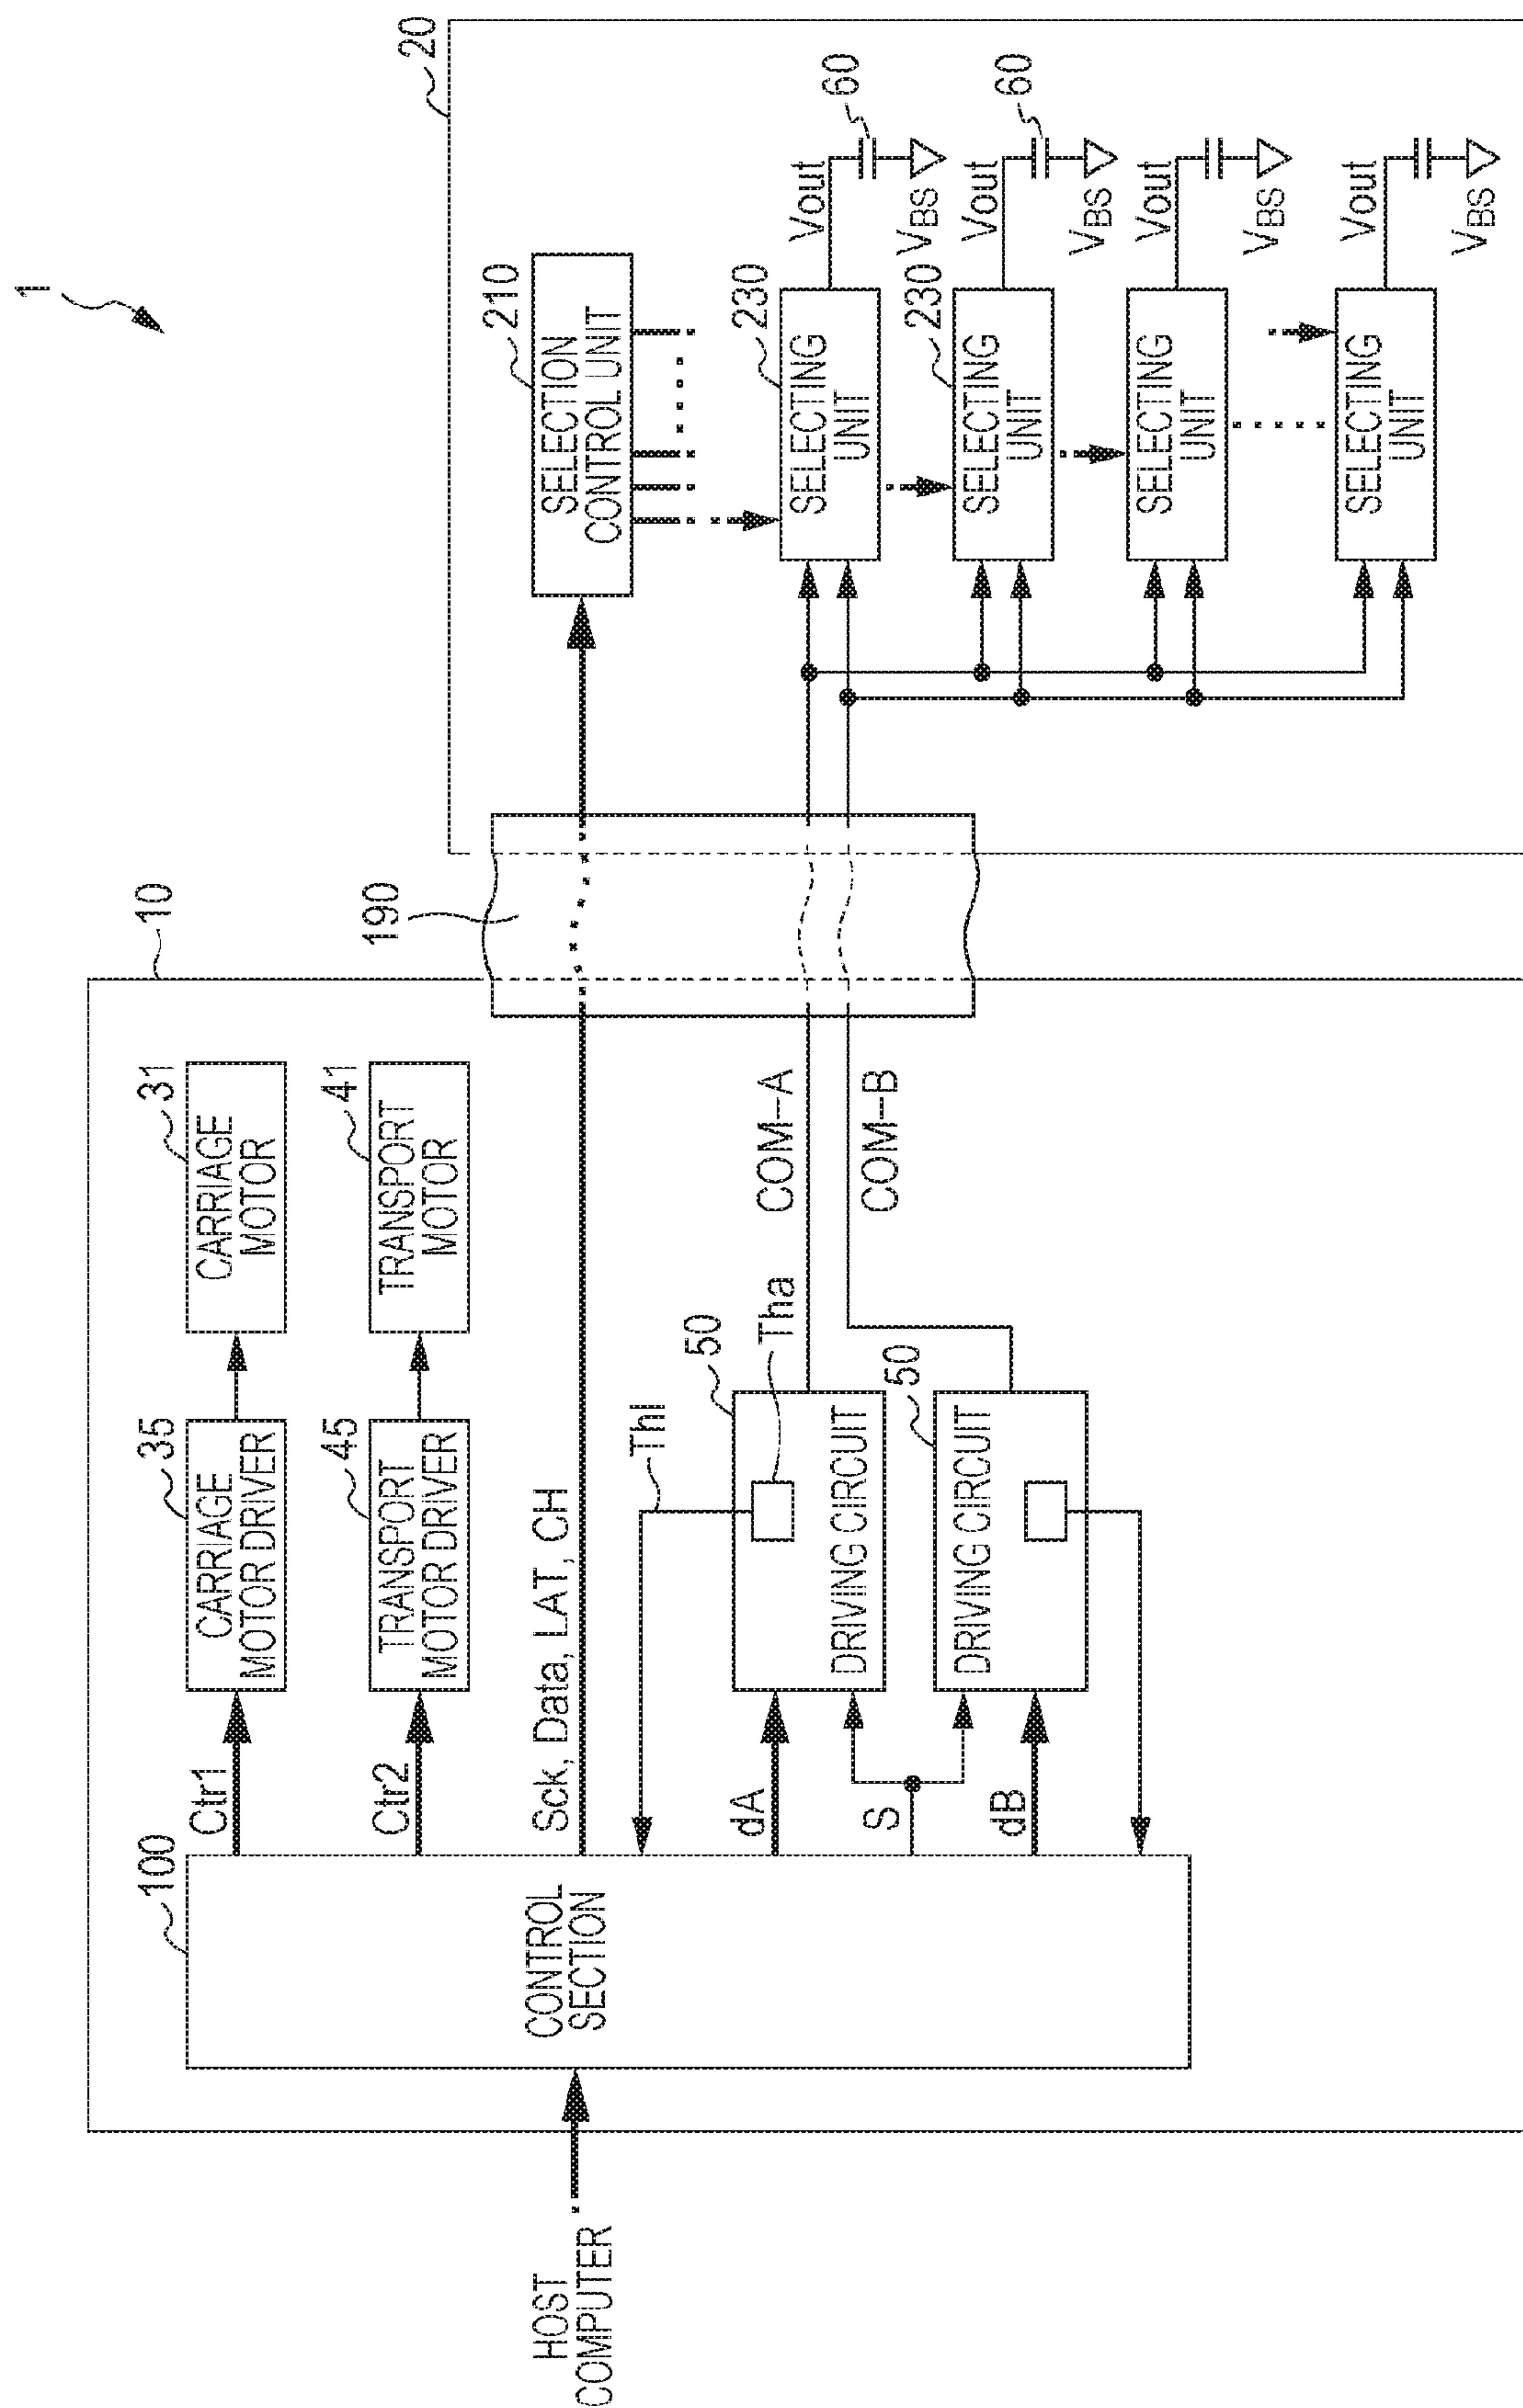 1
10
20
HOST
COMPUTER
100
CONTROL
SECTION
Ctr1
35
CARRIAGE
MOTOR DRIVER
31
CARRIAGE
MOTOR
Ctr2
45
TRANSPORT
MOTOR DRIVER
41
TRANSPORT
MOTOR
Sck, Data, LAT, CH
190
210
SELECTION
CONTROL UNIT
ThI
50
Tha
dA
DRIVING CIRCUIT
COM-A
S
50
dB
DRIVING CIRCUIT
COM-B
230
SELECTING
UNIT
Vout
60
VBS
230
SELECTING
UNIT
Vout
60
VBS
SELECTING
UNIT
Vout
VBS
SELECTING
UNIT
Vout
VBS